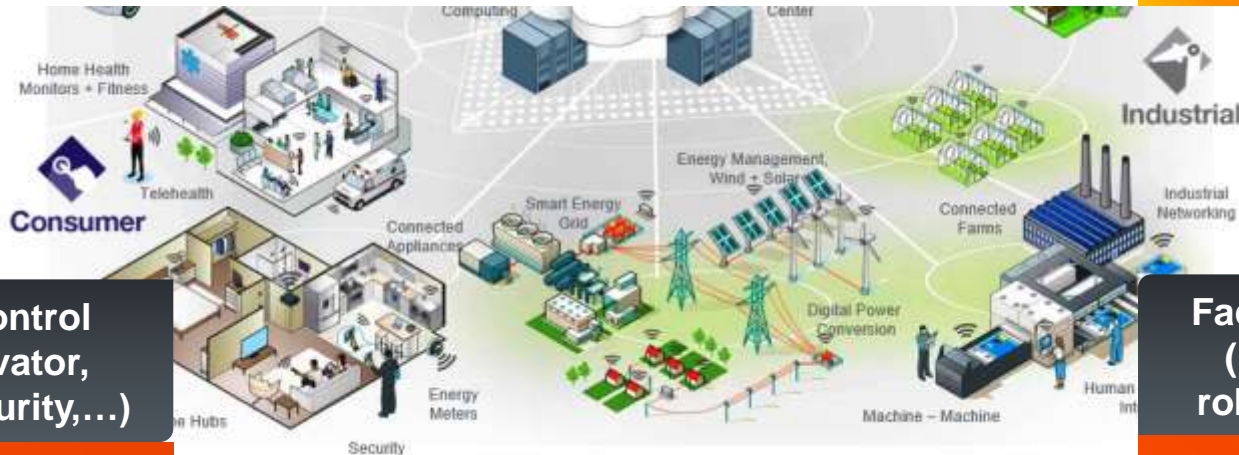 Computing
Center
Home Health
Monitors + Fitness
Industrial
Energy Management,
Wind + Solar
Telehealth
Consumer
Smart Energy
Grid
Connected
Appliances
Connected
Farms
Industrial
Networking
Digital Power
Conversion
ontrol
vator,
urity,…)
Fac
(
rol
Energy
Meters
Hubs
Machine – Machine
Human
Int
Security